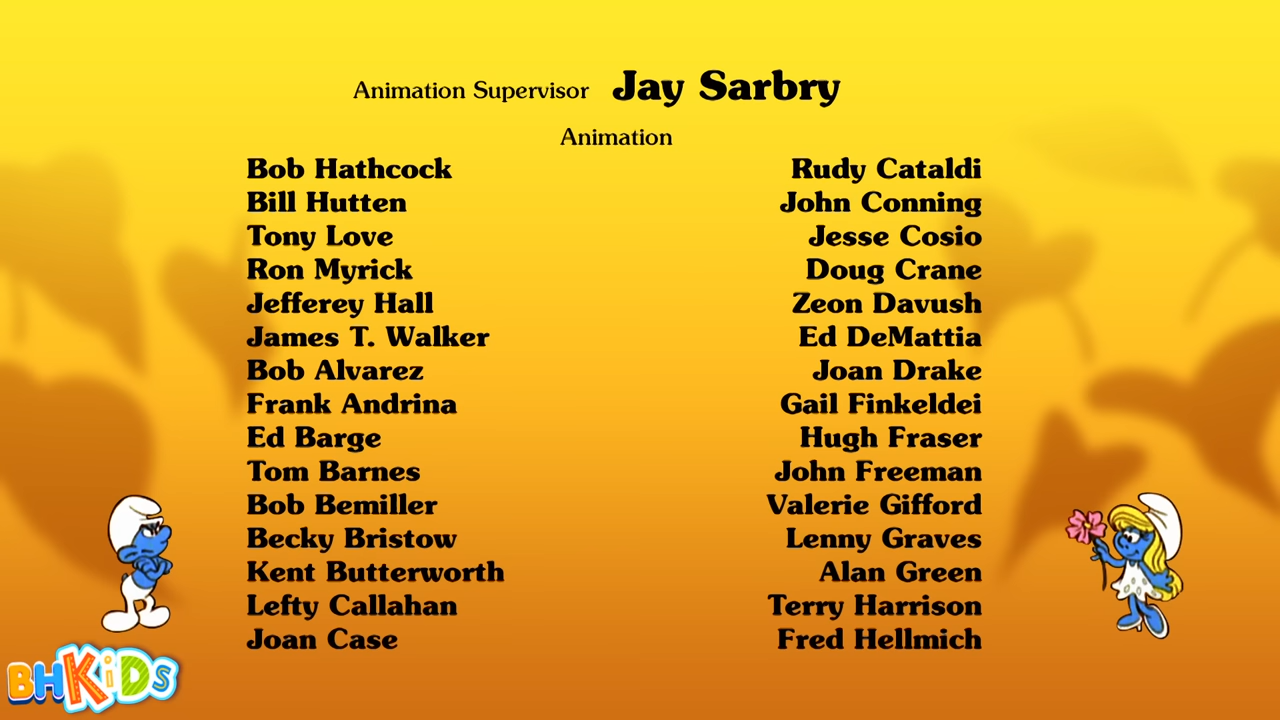 Animation Supervisor Jay Sarbry
Animation
Bob Hathcock Rudy Cataldi
Bill Hutten John Conning
Tony Love Jesse Cosio
Ron Myrick Doug Crane
Jefferey Hall Zeon Davush
James T. Walker Ed DeMattia
Bob Alvarez Joan Drake
Frank Andrina Gail Finkeldei
Ed Barge Hugh Fraser
Tom Barnes John Freeman
Bob Bemiller Valerie Gifford
Becky Bristow Lenny Graves
Kent Butterworth Alan Green
Lefty Callahan Terry Harrison
Joan Case Fred Hellmich
BHKiDS